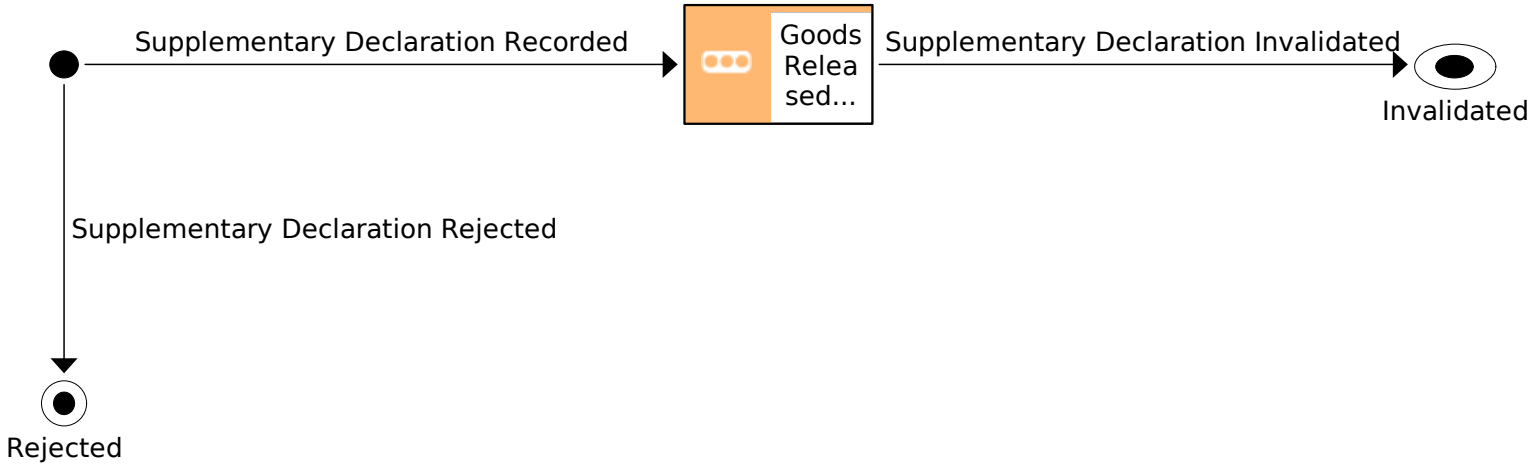 Supplementary Declaration Recorded
Goods
Relea
sed...
Supplementary Declaration Invalidated
Invalidated
Supplementary Declaration Rejected
Rejected